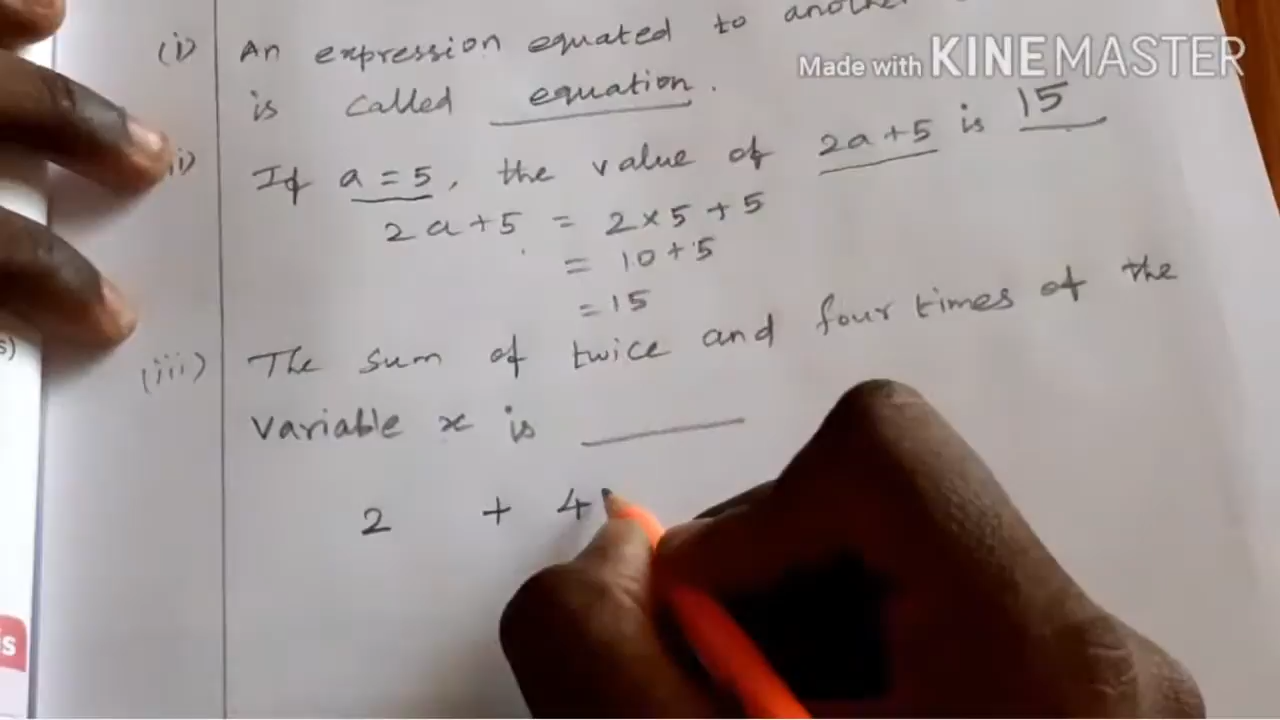 (i) An expression equated to another
Made with KINEMASTER
is called equation.
If a = 5, the value of 2a+5 is 15
2a+5 = 2×5+5
= 10+5
= 15
(iii) The sum of twice and four times of the
variable x is ______
2 + 4